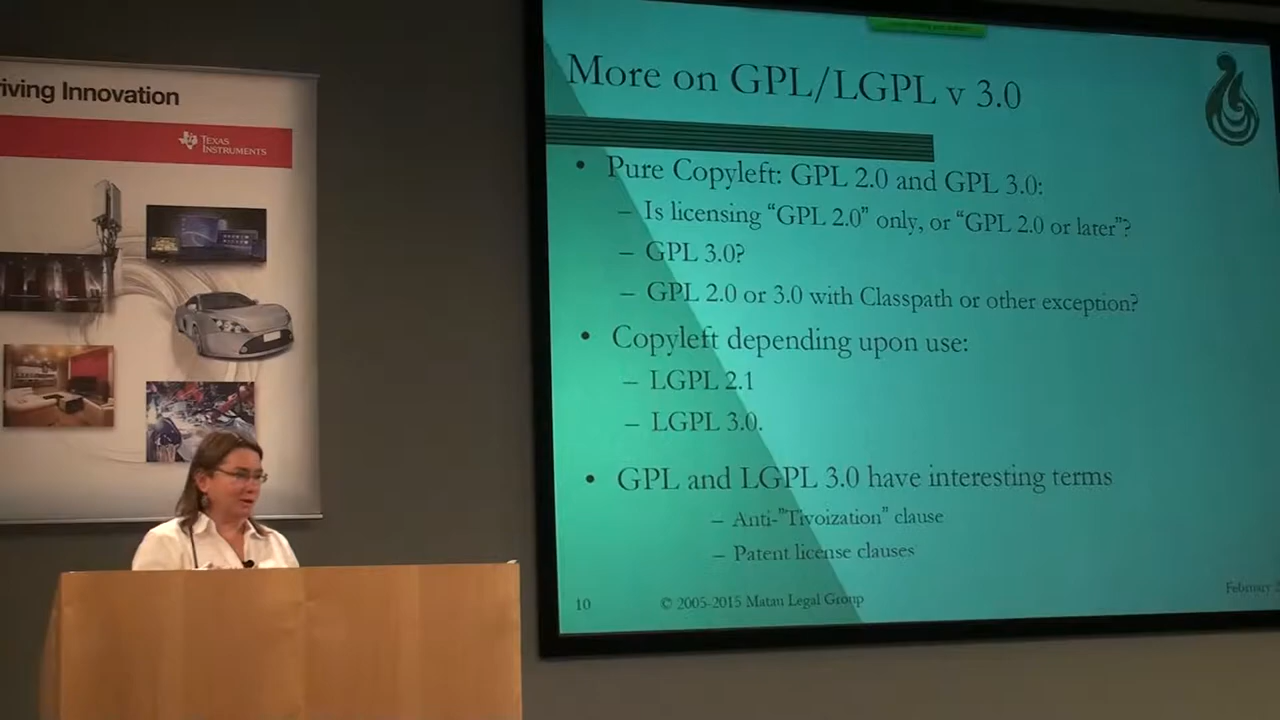 iving Innovation
TEXAS
INSTRUMENTS
More on GPL/LGPL v 3.0
• Pure Copyleft: GPL 2.0 and GPL 3.0:
– Is licensing “GPL 2.0” only, or “GPL 2.0 or later”?
– GPL 3.0?
– GPL 2.0 or 3.0 with Classpath or other exception?
• Copyleft depending upon use:
– LGPL 2.1
– LGPL 3.0.
• GPL and LGPL 3.0 have interesting terms
– Anti-"Tivoization" clause
– Patent license clauses
10
© 2005-2015 Matau Legal Group
February